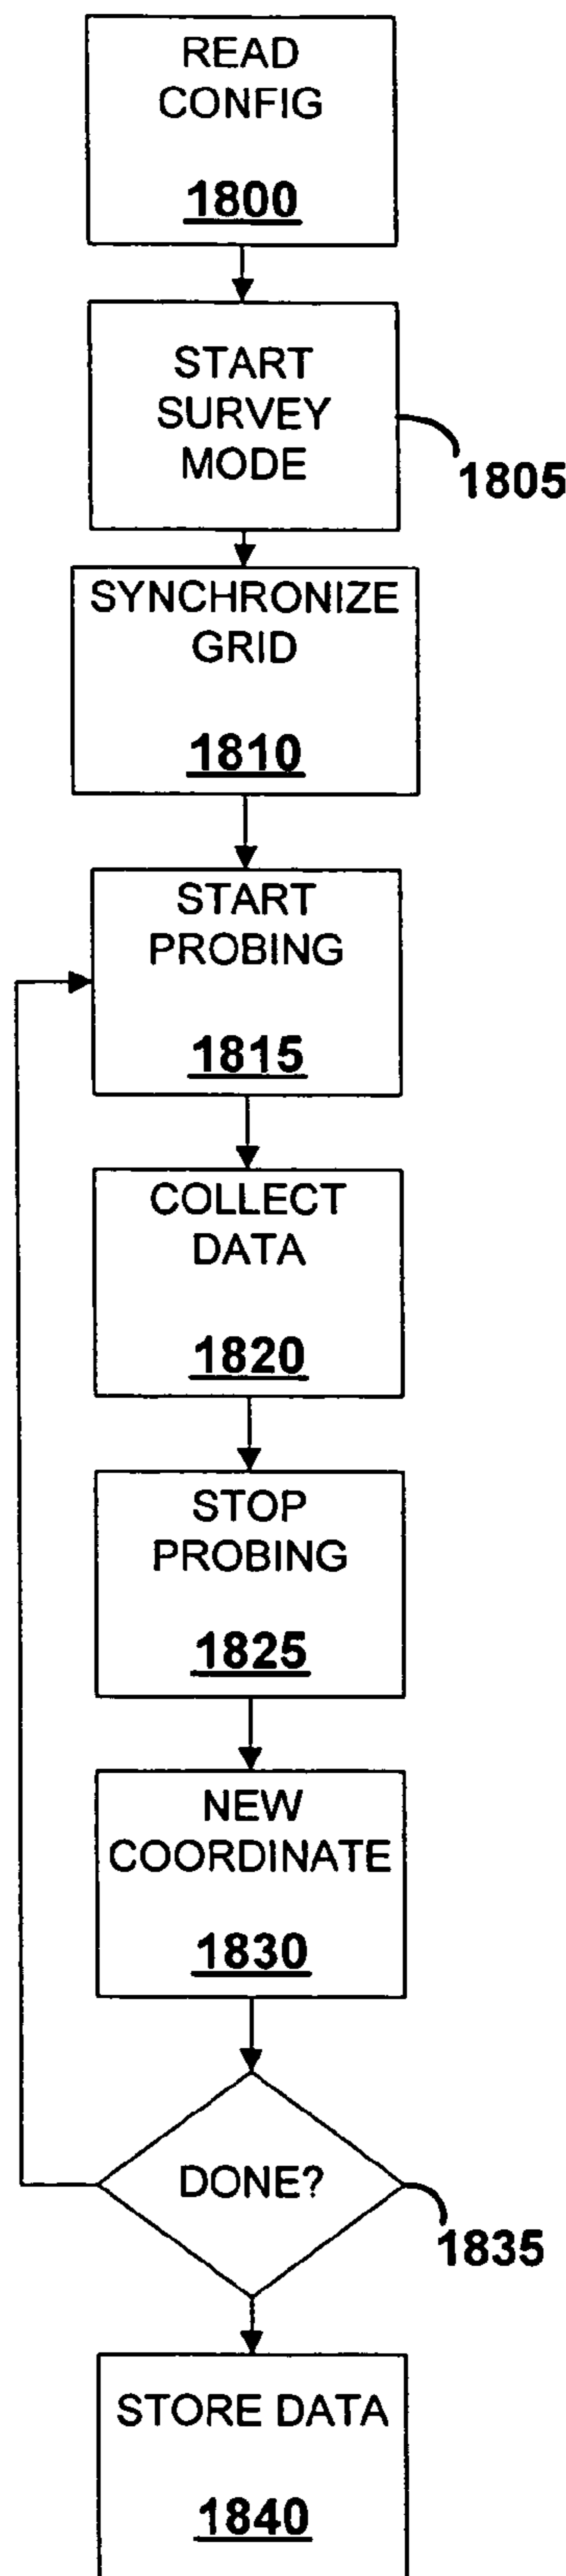 READ
CONFIG
1800
START
SURVEY
MODE
1805
SYNCHRONIZE
GRID
1810
START
PROBING
1815
COLLECT
DATA
1820
STOP
PROBING
1825
NEW
COORDINATE
1830
DONE?
1835
STORE DATA
1840